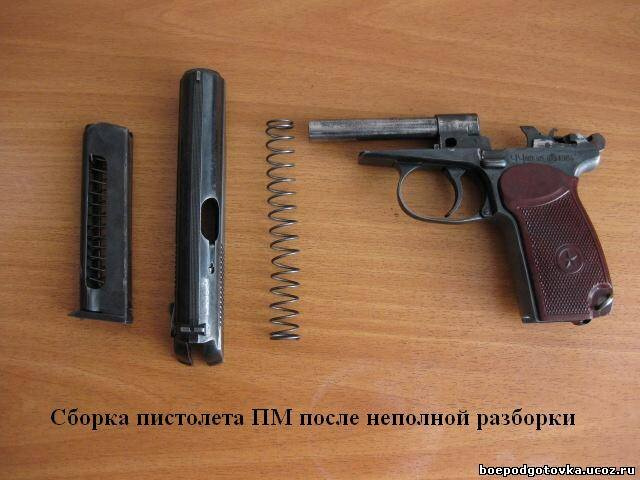 Сборка пистолета ПМ после неполной разборки
boepodgotovka.ucoz.ru